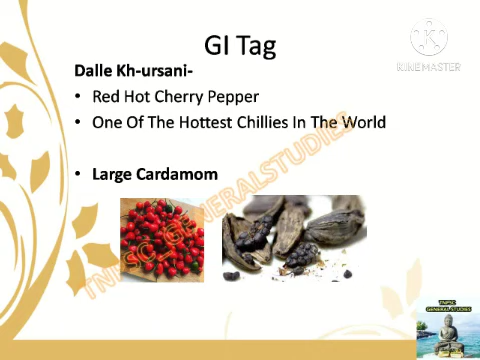 GI Tag
KINEMASTER
Dalle Kh-ursani-
• Red Hot Cherry Pepper
• One Of The Hottest Chillies In The World
• Large Cardamom
TNPSC_GENERALSTUDIES
TNPSC
GENERALSTUDIES